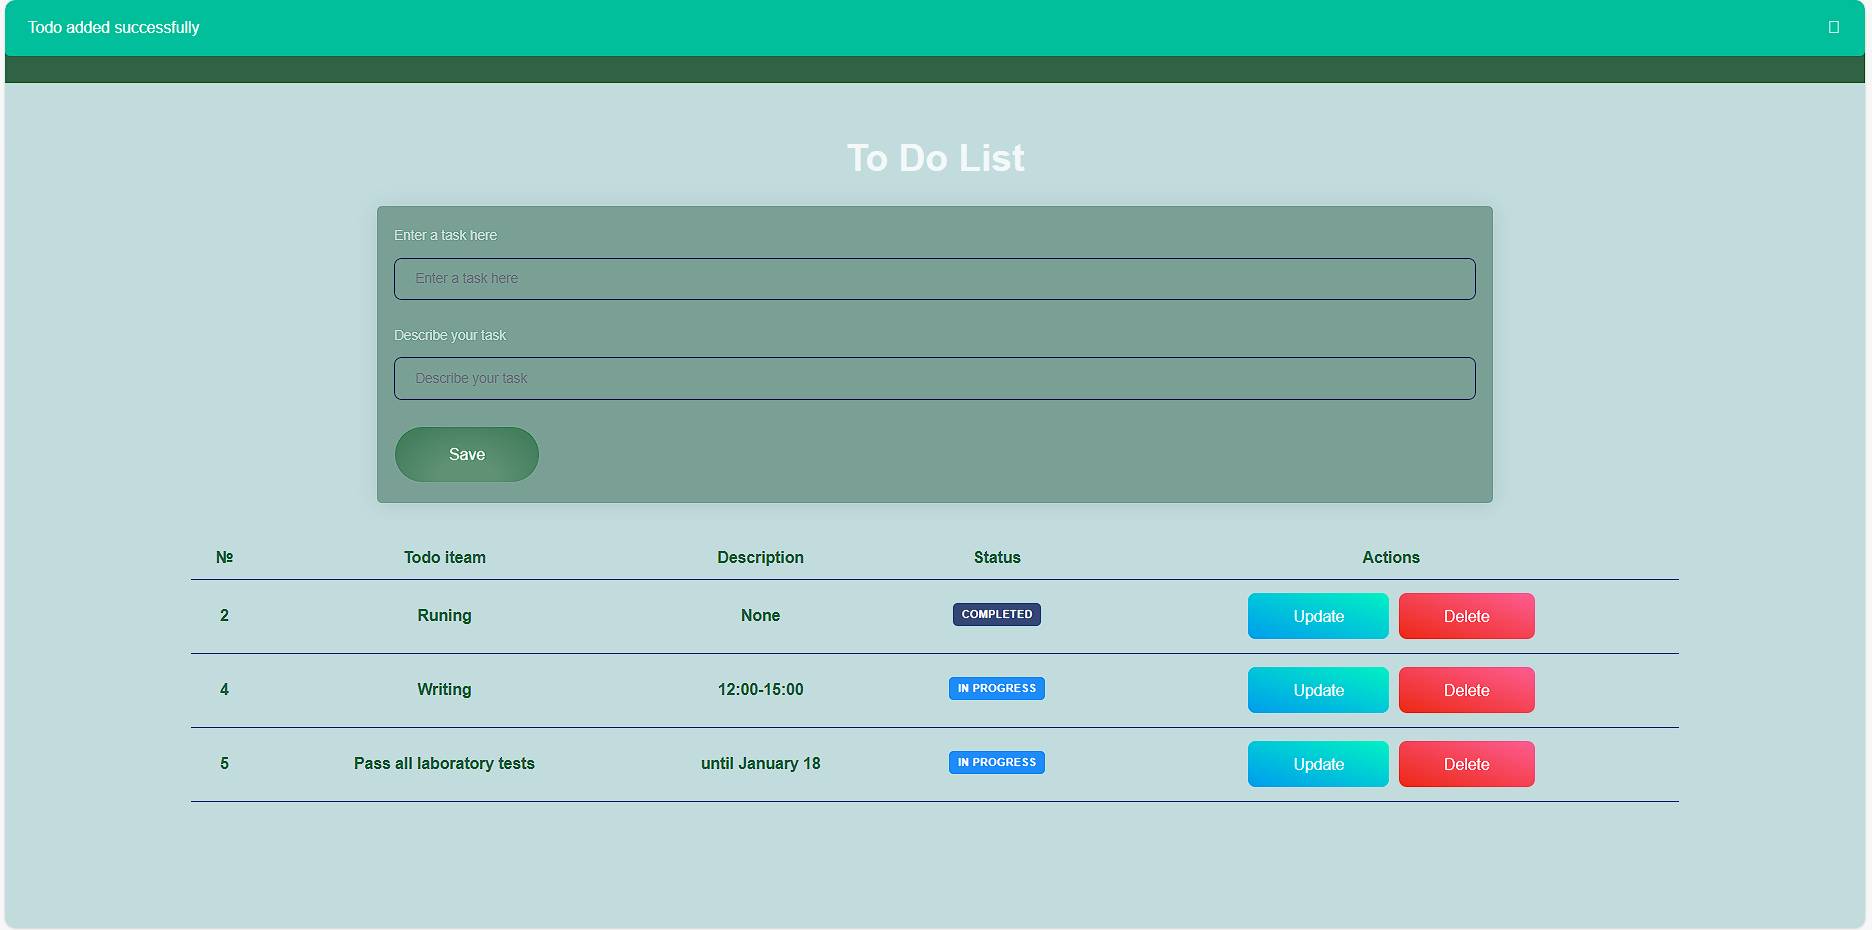 Todo added successfully
To Do List
Enter a task here
Enter a task here
Describe your task
Describe your task
Save
№ Todo iteam Description Status Actions
2 Runing None COMPLETED Update Delete
4 Writing 12:00-15:00 IN PROGRESS Update Delete
5 Pass all laboratory tests until January 18 IN PROGRESS Update Delete